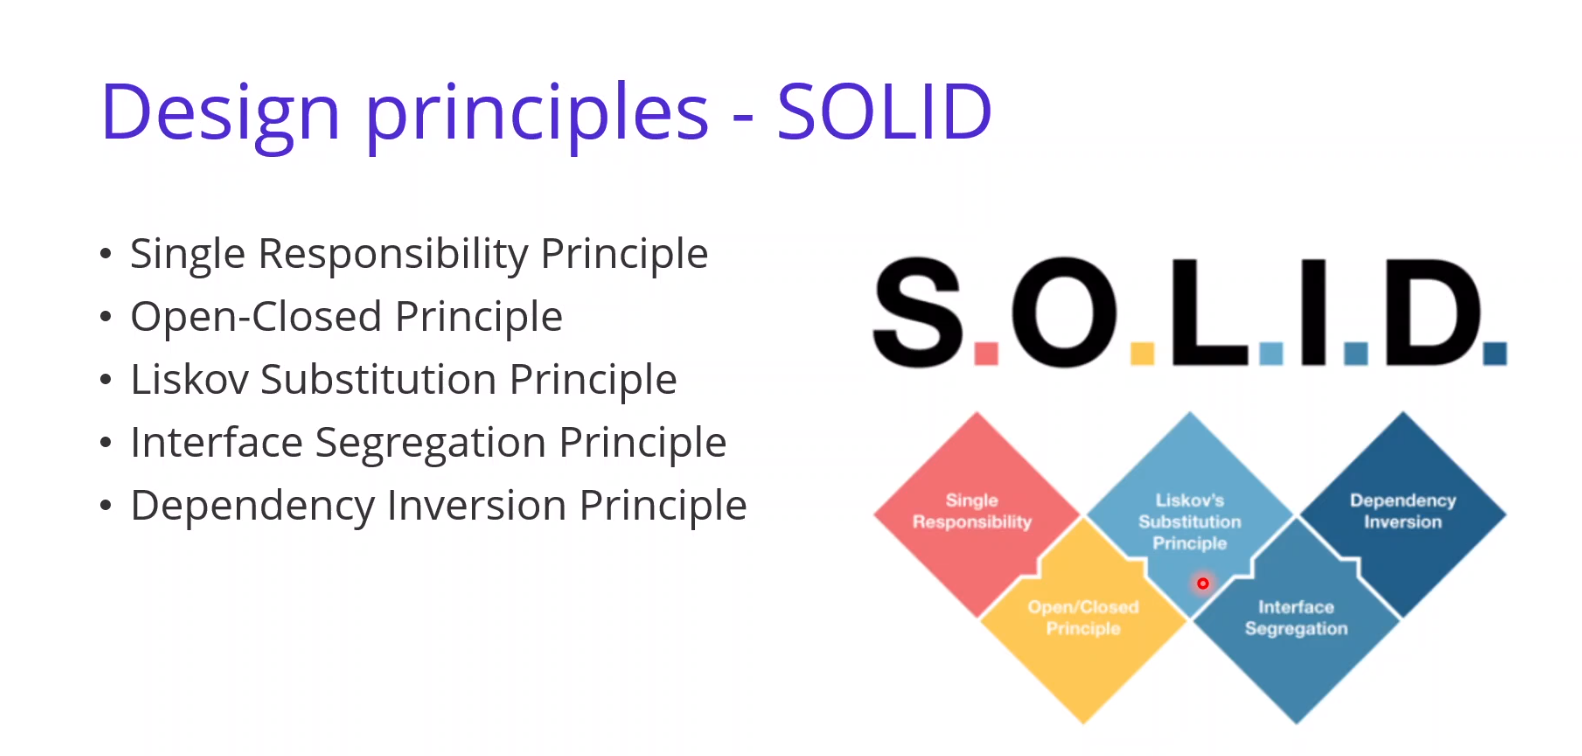 Design principles - SOLID
• Single Responsibility Principle
• Open-Closed Principle
• Liskov Substitution Principle
• Interface Segregation Principle
• Dependency Inversion Principle
S.O.L.I.D.
Single
Responsibility
Liskov's
Substitution
Principle
Dependency
Inversion
Open/Closed
Principle
Interface
Segregation